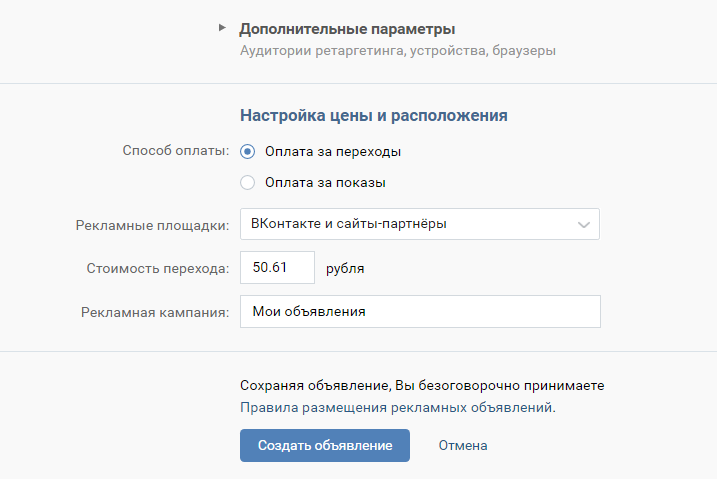 Дополнительные параметры
Аудитории ретаргетинга, устройства, браузеры
Настройка цены и расположения
Способ оплаты: Оплата за переходы
Оплата за показы
Рекламные площадки: ВКонтакте и сайты-партнёры
Стоимость перехода: 50.61 рубля
Рекламная кампания: Мои объявления
Сохраняя объявление, Вы безоговорочно принимаете
Правила размещения рекламных объявлений.
Создать объявление Отмена